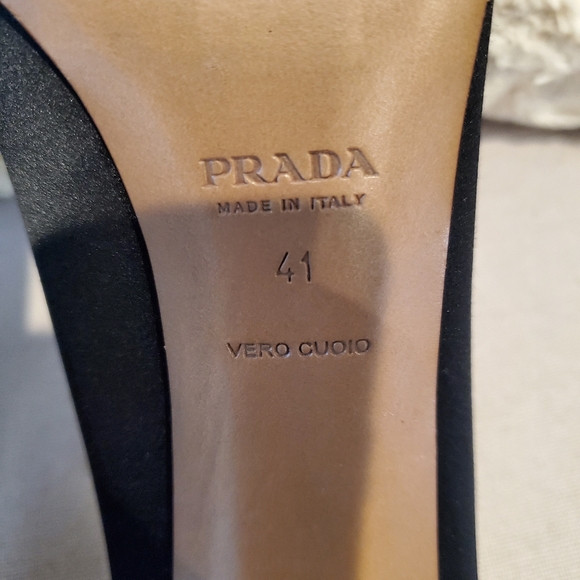 PRADA
MADE IN ITALY
41
VERO CUOIO